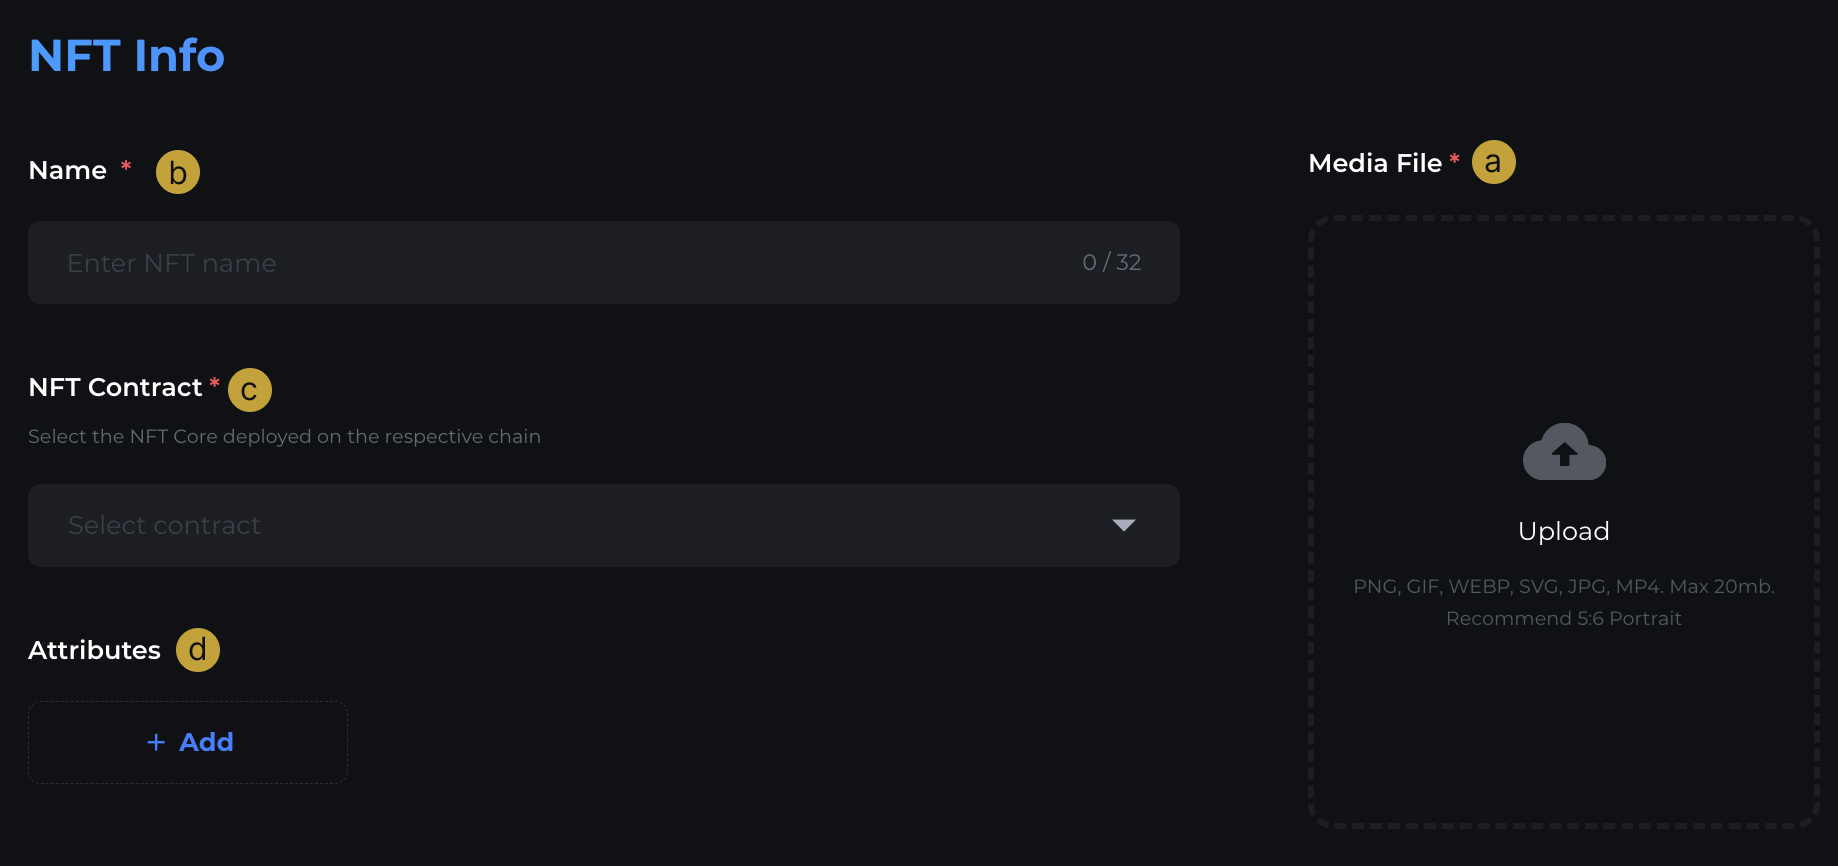 NFT Info
Name * b
Enter NFT name 0 / 32
NFT Contract * c
Select the NFT Core deployed on the respective chain
Select contract
Attributes d
+ Add
Media File * a
Upload
PNG, GIF, WEBP, SVG, JPG, MP4. Max 20mb.
Recommend 5:6 Portrait